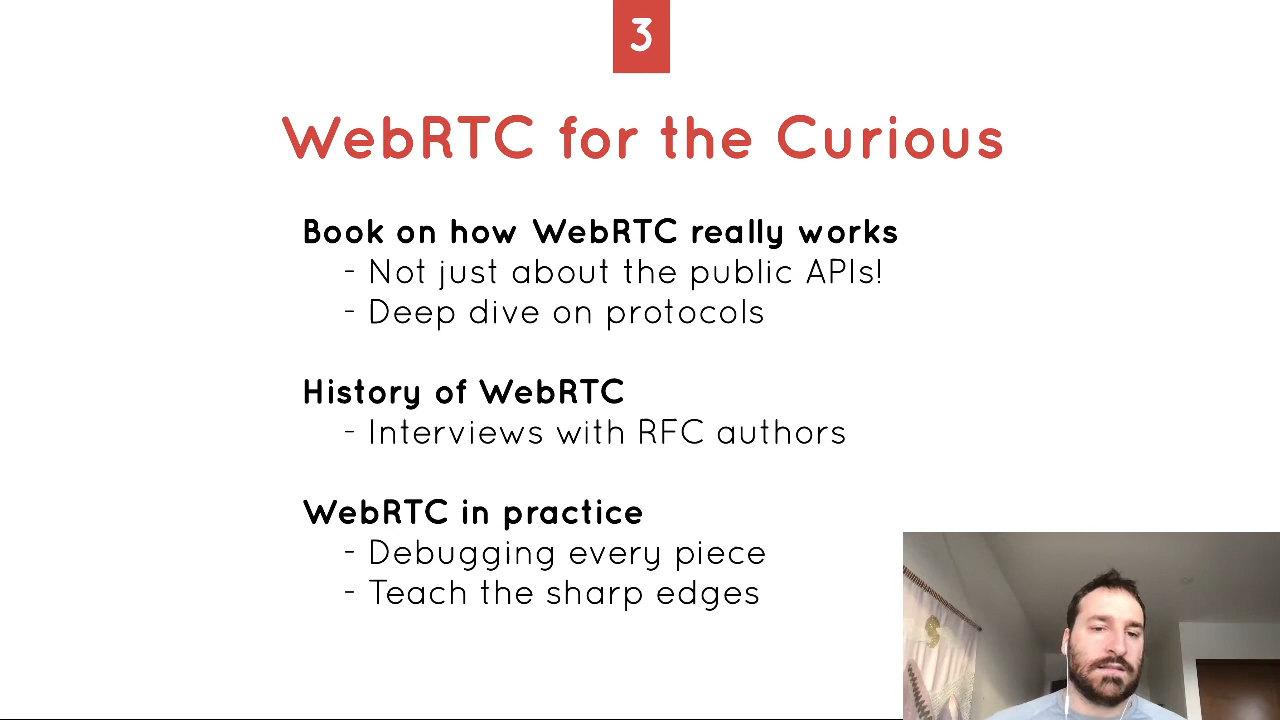 3
WebRTC for the Curious
Book on how WebRTC really works
- Not just about the public APIs!
- Deep dive on protocols
History of WebRTC
- Interviews with RFC authors
WebRTC in practice
- Debugging every piece
- Teach the sharp edges